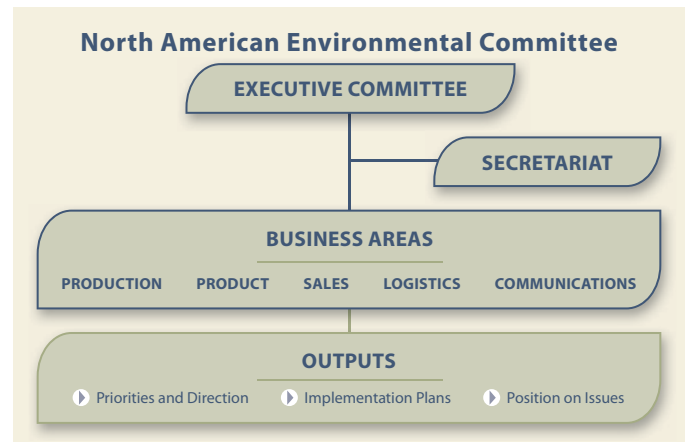 North American Environmental Committee
EXECUTIVE COMMITTEE
SECRETARIAT
BUSINESS AREAS
PRODUCTION PRODUCT SALES LOGISTICS COMMUNICATIONS
OUTPUTS
Priorities and Direction Implementation Plans Position on Issues